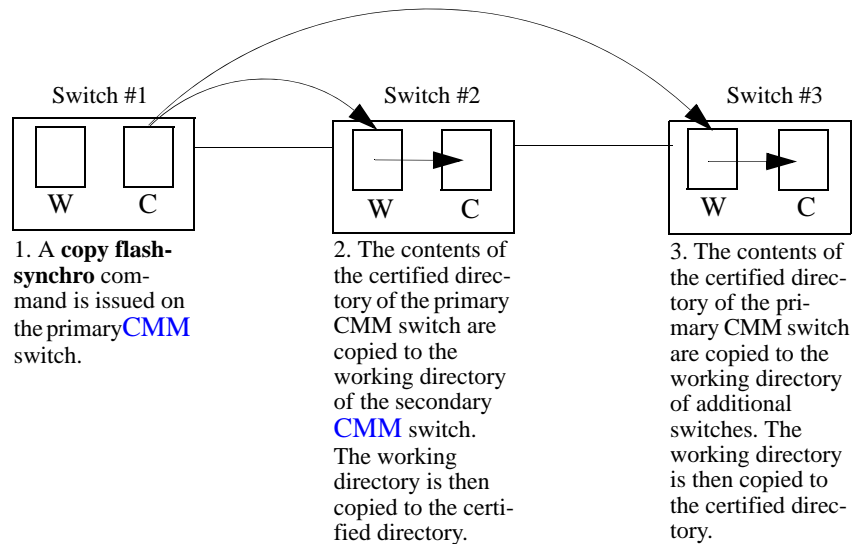 Switch #1
Switch #2
Switch #3
W
C
W
C
W
C
1. A copy flash-
synchro com-
mand is issued on
the primary CMM
switch.
2. The contents of
the certified direc-
tory of the primary
CMM switch are
copied to the
working directory
of the secondary
CMM switch.
The working
directory is then
copied to the certi-
fied directory.
3. The contents of
the certified direc-
tory of the pri-
mary CMM switch
are copied to the
working directory
of additional
switches. The
working directory
is then copied to
the certified direc-
tory.